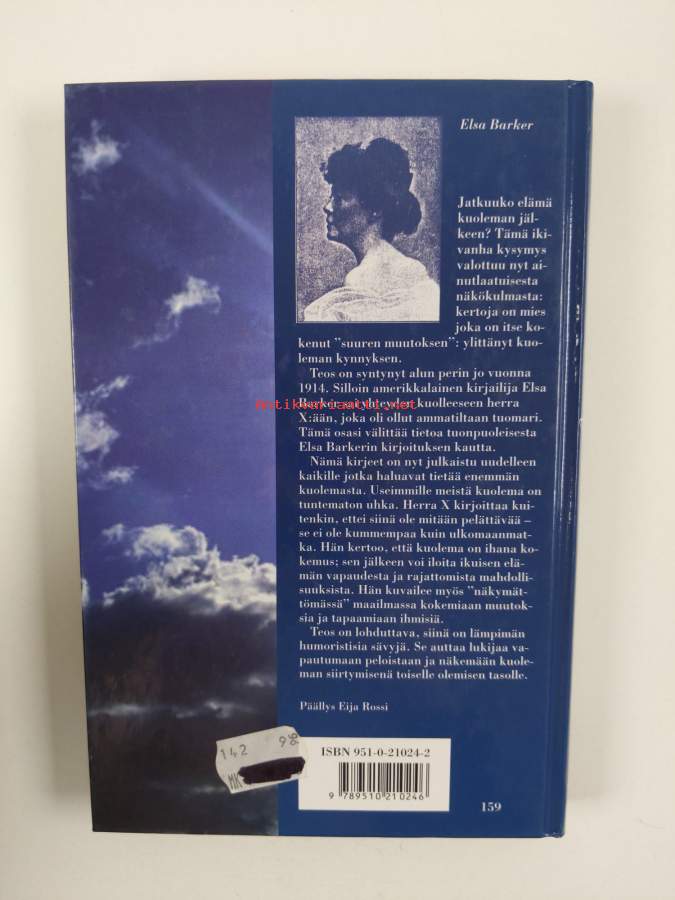 Elsa Barker
Jatkuuko elämä
kuoleman jäl-
keen? Tämä iki-
vanha kysymys
valottuu nyt ai-
nutlaatuisesta
näkökulmasta:
kertoja on mies
joka on itse ko-
kenut ”suuren muutoksen”: ylittänyt kuo-
leman kynnyksen.
Teos on syntynyt alun perin jo vuonna
1914. Silloin amerikkalainen kirjailija Elsa
Barker sai yhteyden kuolleeseen herra
antikvariaatti.net
X:ään, joka oli ollut ammatiltaan tuomari.
Tämä osasi välittää tietoa tuonpuoleisesta
Elsa Barkerin kirjoituksen kautta.
Nämä kirjeet on nyt julkaistu uudelleen
kaikille jotka haluavat tietää enemmän
kuolemasta. Useimmille meistä kuolema on
tuntematon uhka. Herra X kirjoittaa kui-
tenkin, ettei siinä ole mitään pelättävää –
se ei ole kummempaa kuin ulkomaanmat-
ka. Hän kertoo, että kuolema on ihana ko-
kemus; sen jälkeen voi iloita ikuisen elä-
män vapaudesta ja rajattomista mahdolli-
suuksista. Hän kuvailee myös ”näkymät-
tömässä” maailmassa kokemiaan muutok-
sia ja tapaamiaan ihmisiä.
Teos on lohduttava, siinä on lämpimän
humoristisia sävyjä. Se auttaa lukijaa va-
pautumaan peloistaan ja näkemään kuole-
man siirtymisenä toiselle olemisen tasolle.
Päällys Eija Rossi
142 98
MK
ISBN 951-0-21024-2
9 789510 210246
159